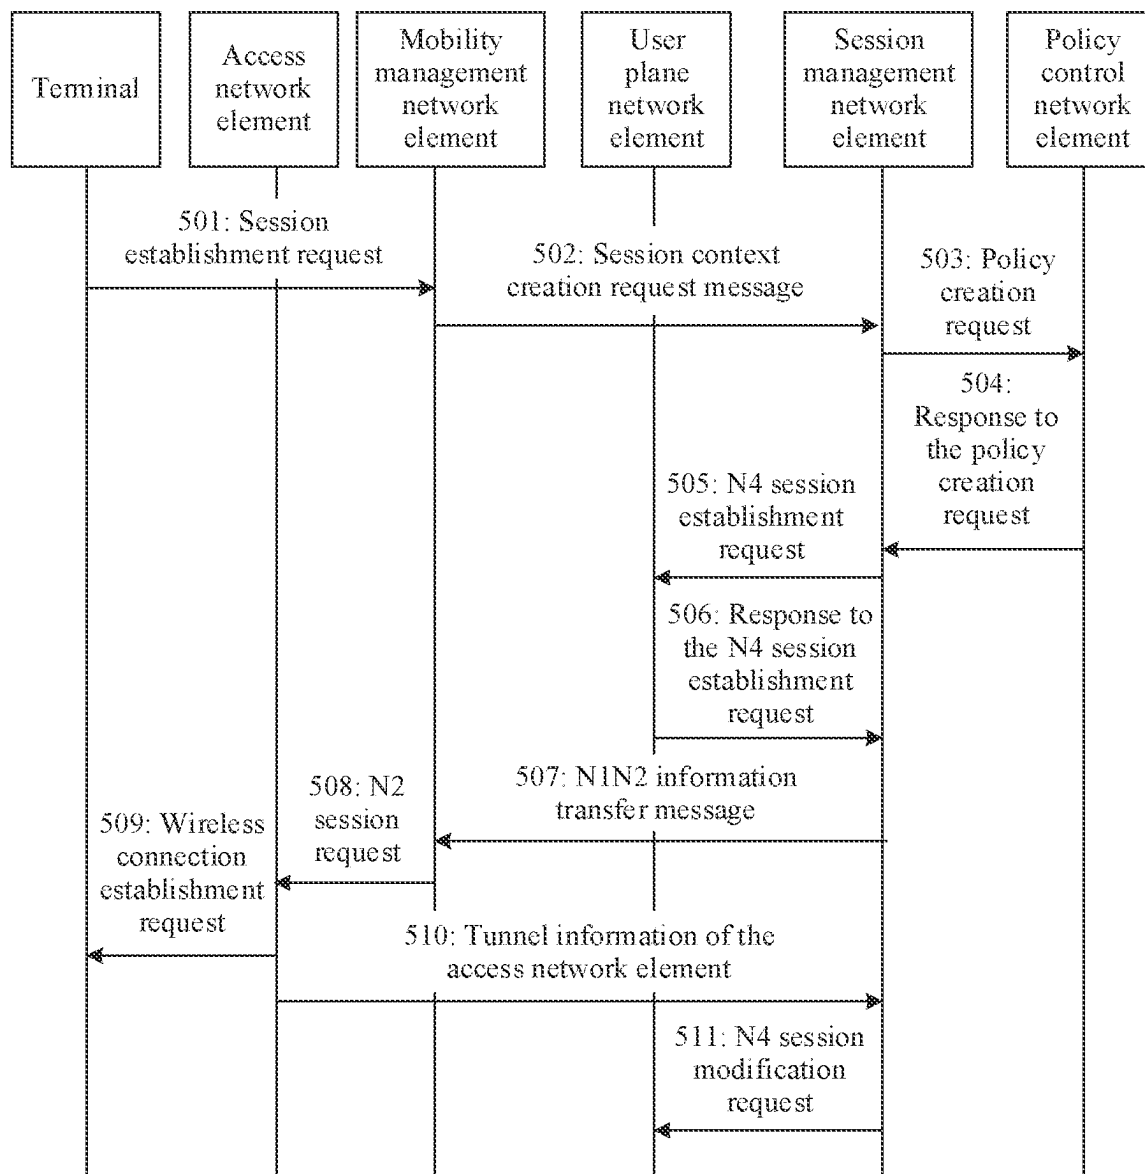 Terminal
Access
network
element
Mobility
management
network
element
User
plane
network
element
Session
management
network
element
Policy
control
network
element
501: Session
establishment request
502: Session context
creation request message
503: Policy
creation
request
504:
Response to
the policy
creation
request
505: N4 session
establishment
request
506: Response to
the N4 session
establishment
request
507: N1N2 information
transfer message
508: N2
session
request
509: Wireless
connection
establishment
request
510: Tunnel information of the
access network element
511: N4 session
modification
request